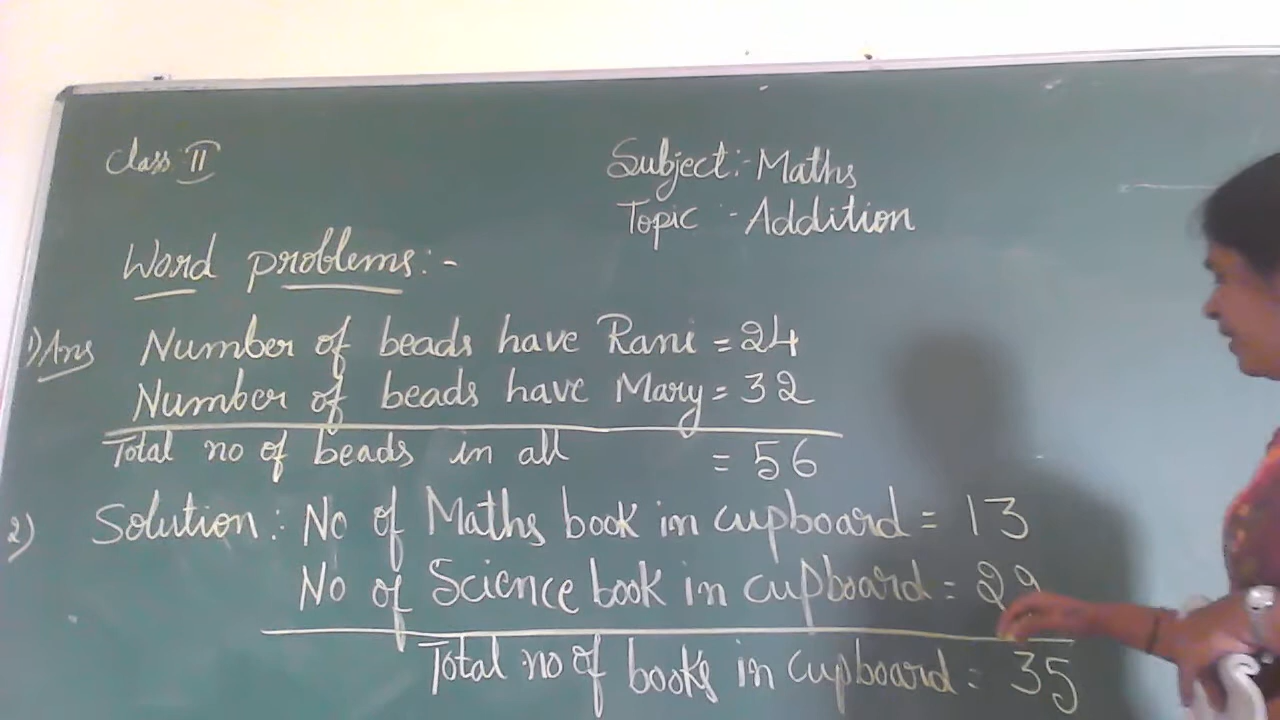 Class: II
Subject:- Maths
Topic :- Addition
Word problems:-
1) Ans Number of beads have Rani = 24
Number of beads have Mary = 32
Total no of beads in all = 56
2) Solution: No of Maths book in cupboard = 13
No of Science book in cupboard =
Total no of books in cupboard = 35